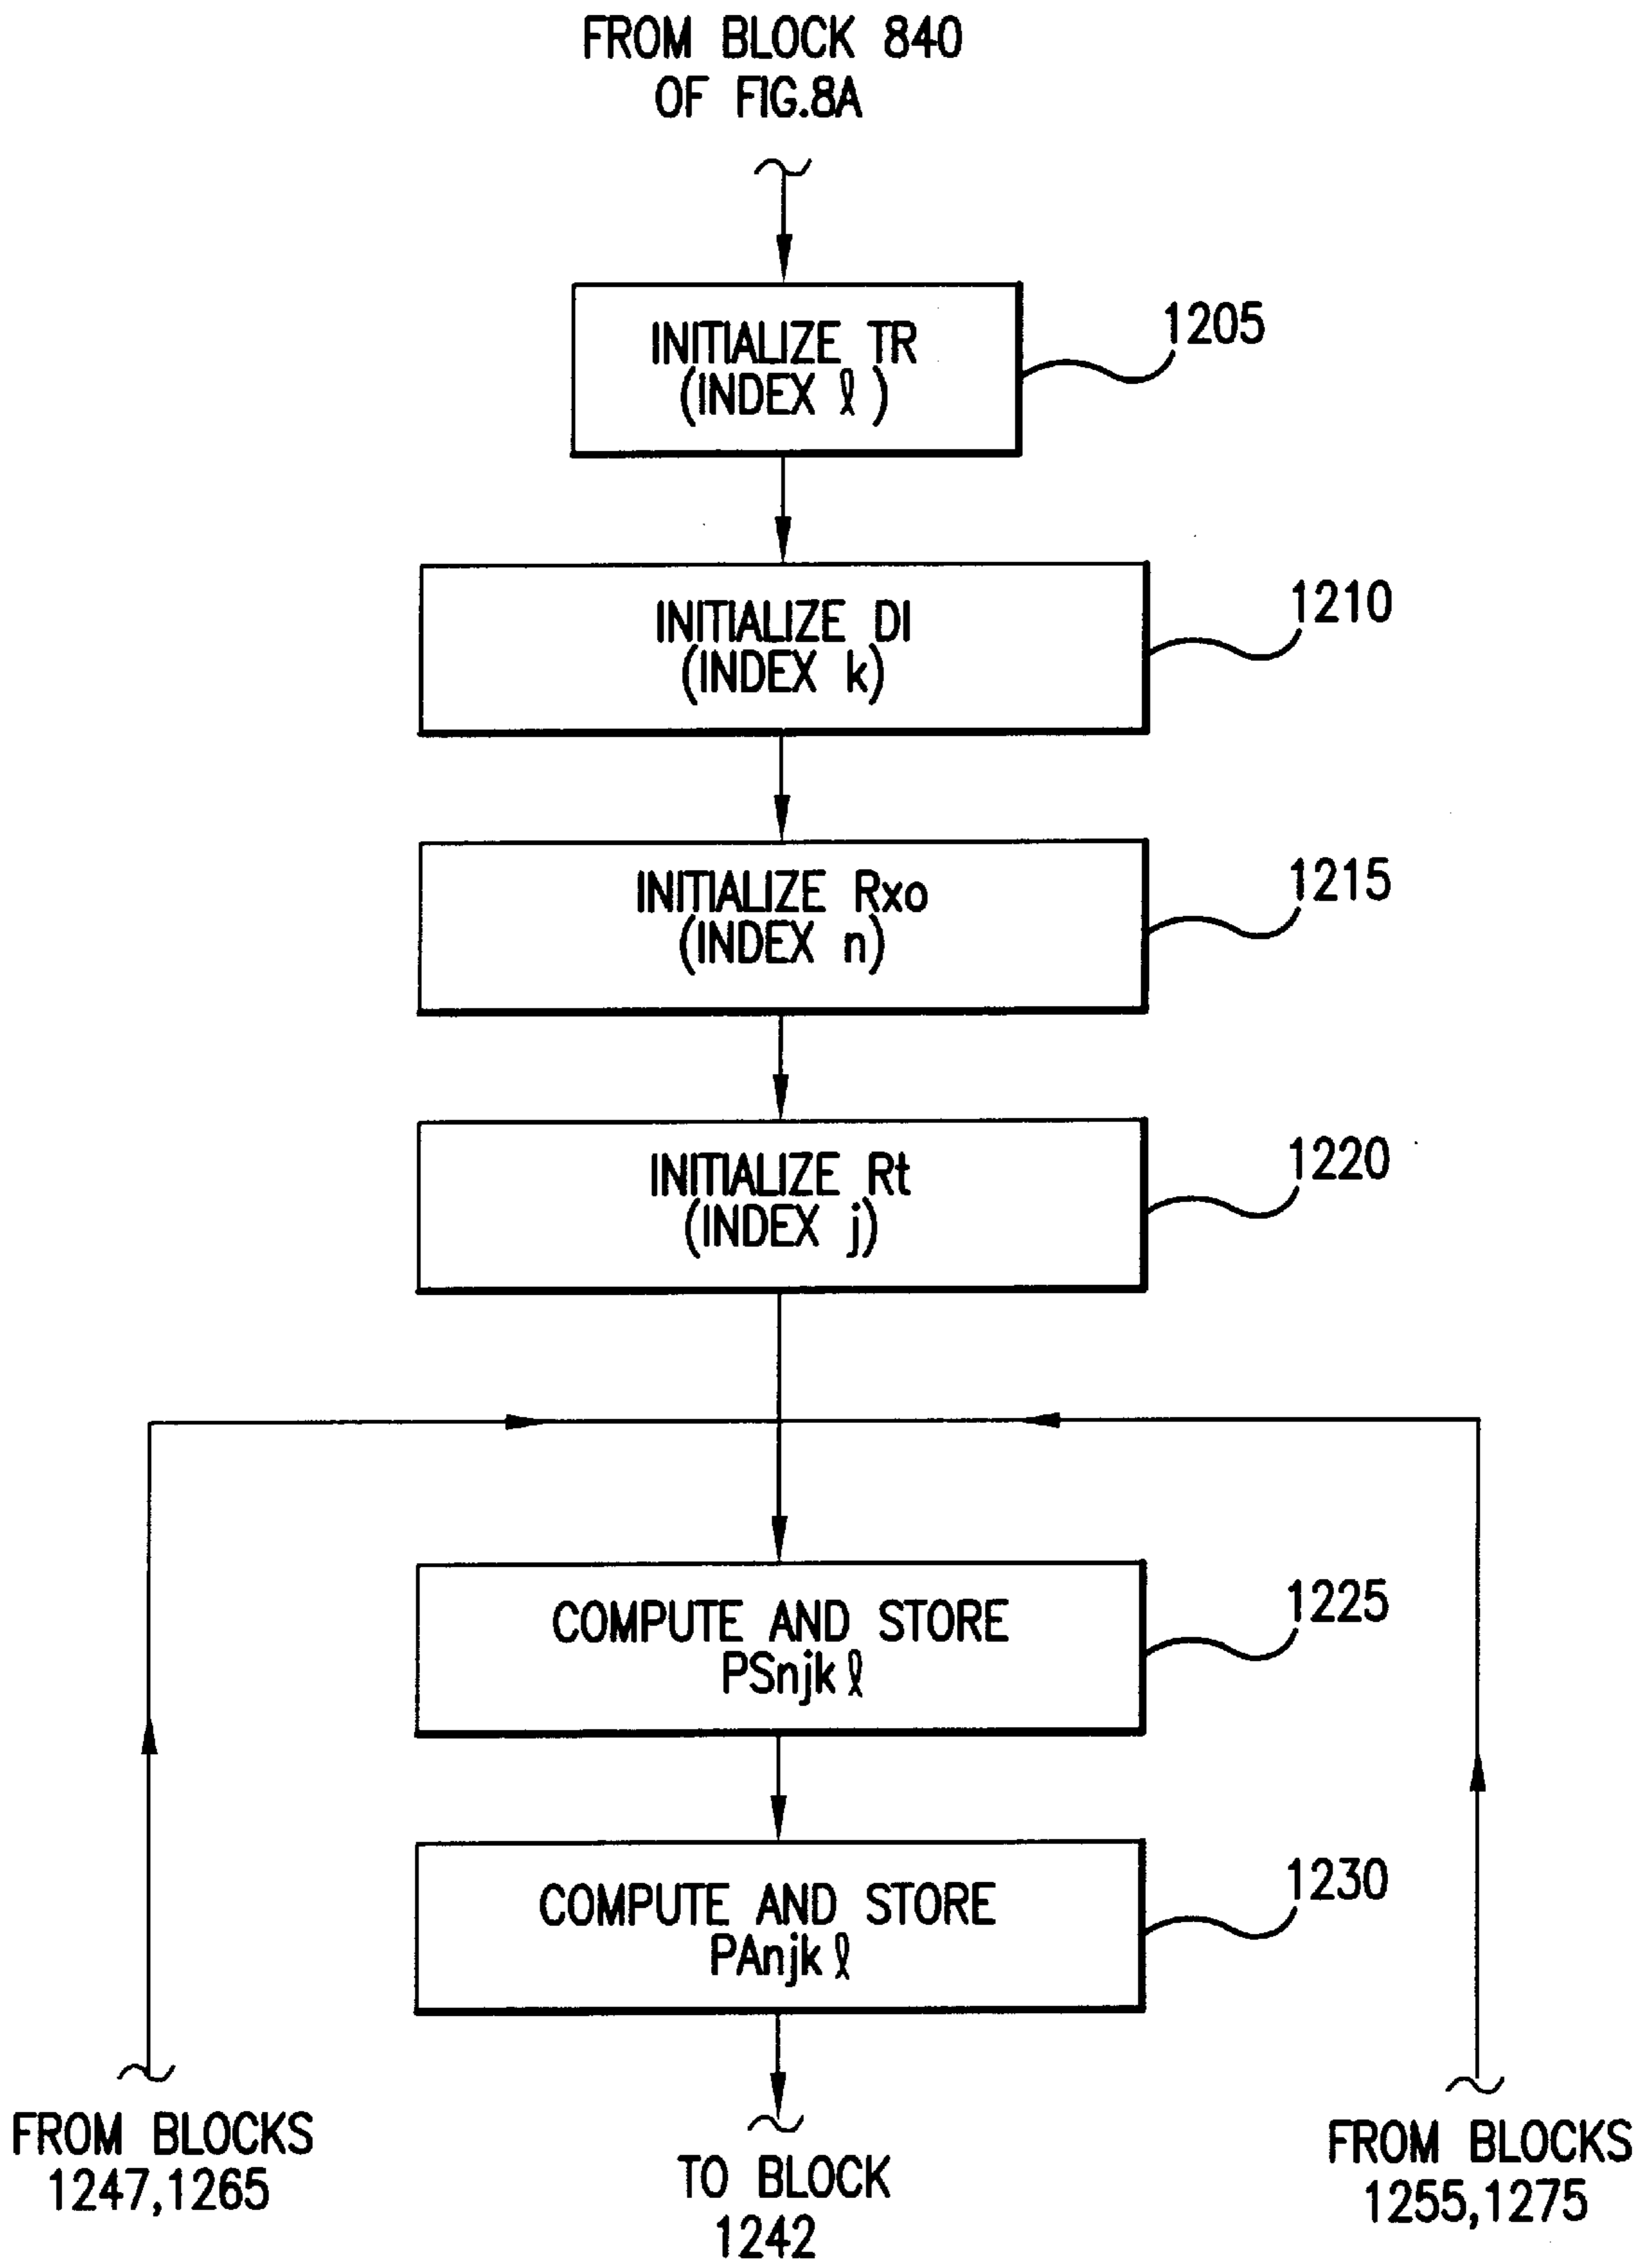 FROM BLOCK 840
OF FIG.8A
INITIALIZE TR
(INDEX ℓ)
1205
INITIALIZE DI
(INDEX k)
1210
INITIALIZE Rxo
(INDEX n)
1215
INITIALIZE Rt
(INDEX j)
1220
COMPUTE AND STORE
PSnjkℓ
1225
COMPUTE AND STORE
PAnjkℓ
1230
FROM BLOCKS
1247,1265
TO BLOCK
1242
FROM BLOCKS
1255,1275